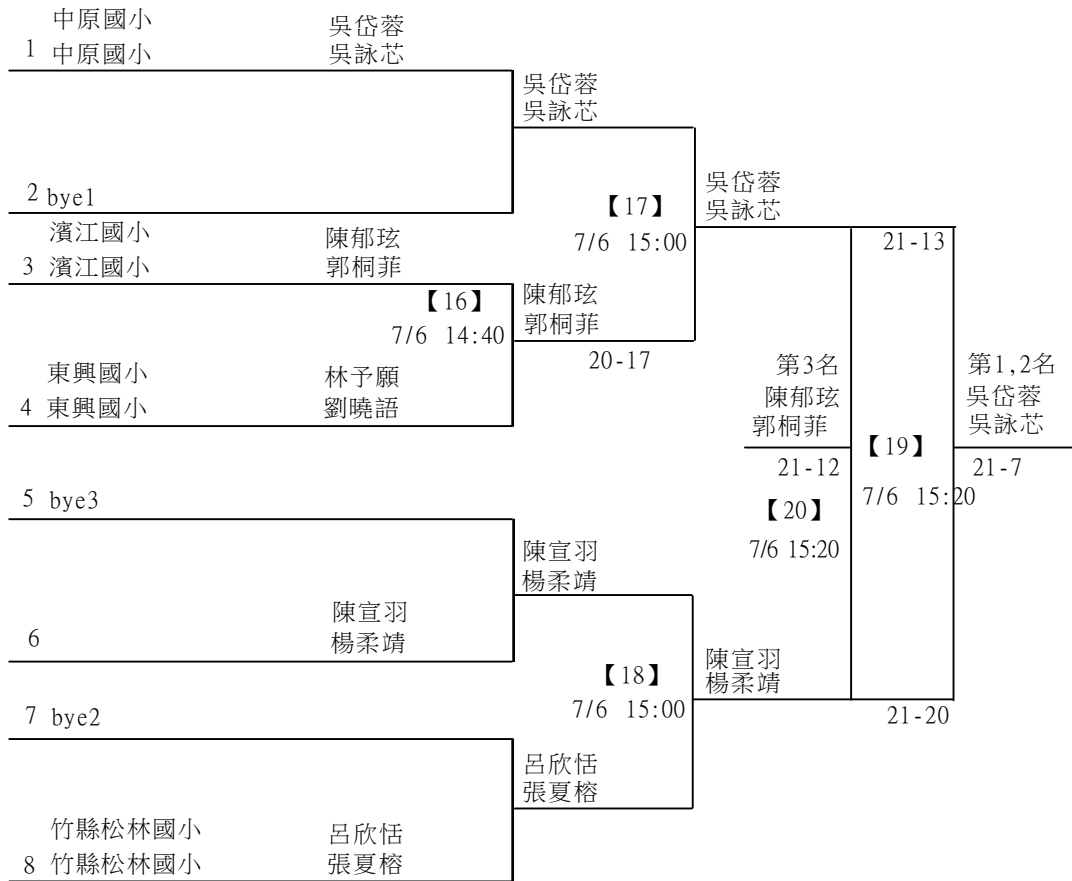 中原國小 吳岱蓉
1 中原國小 吳詠芯
吳岱蓉
吳詠芯
2 bye1
【17】
7/6 15:00
吳岱蓉
吳詠芯
濱江國小 陳郁玹
3 濱江國小 郭桐菲
21-13
【16】
7/6 14:40
陳郁玹
郭桐菲
20-17
東興國小 林予願
4 東興國小 劉曉語
第3名
陳郁玹
郭桐菲
21-12
【20】
7/6 15:20
【19】
7/6 15:20
第1,2名
吳岱蓉
吳詠芯
21-7
5 bye3
陳宣羽
楊柔靖
陳宣羽
6 楊柔靖
【18】
7/6 15:00
陳宣羽
楊柔靖
21-20
7 bye2
呂欣恬
張夏榕
竹縣松林國小 呂欣恬
8 竹縣松林國小 張夏榕